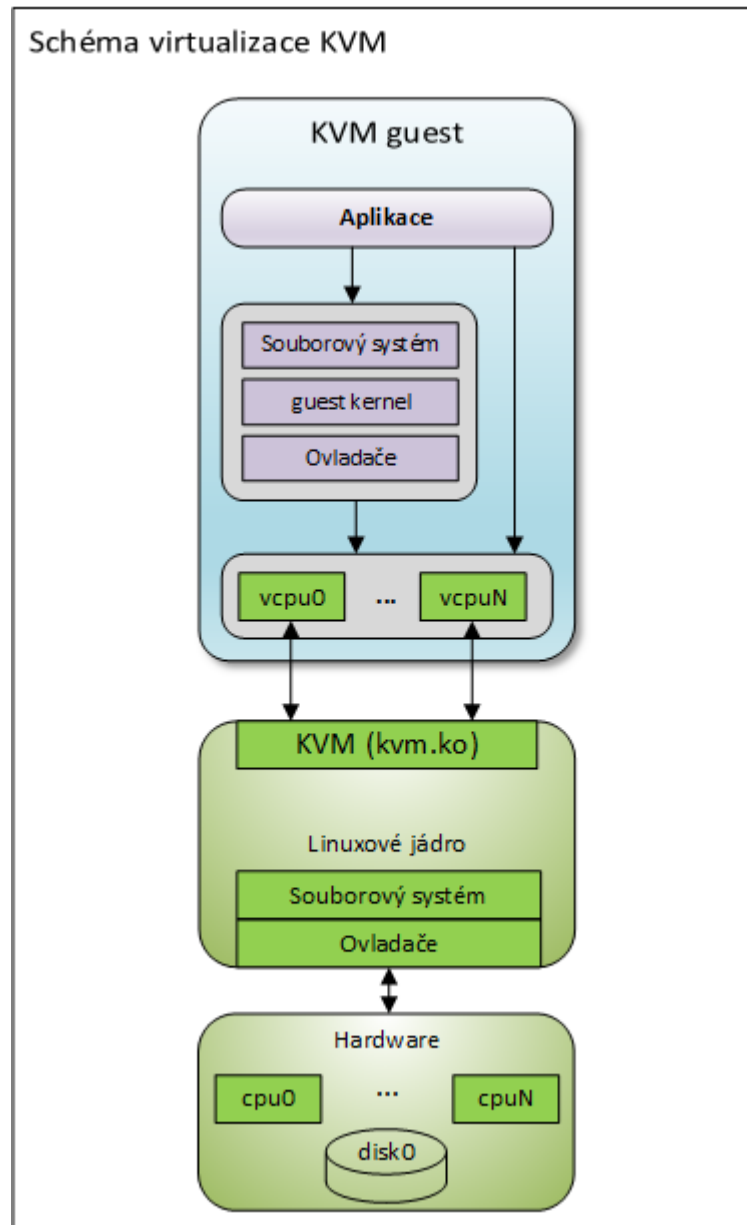 Schéma virtualizace KVM
KVM guest
Aplikace
Souborový systém
guest kernel
Ovladače
vcpu0 ... vcpuN
KVM (kvm.ko)
Linuxové jádro
Souborový systém
Ovladače
Hardware
cpu0 ... cpuN
disk0